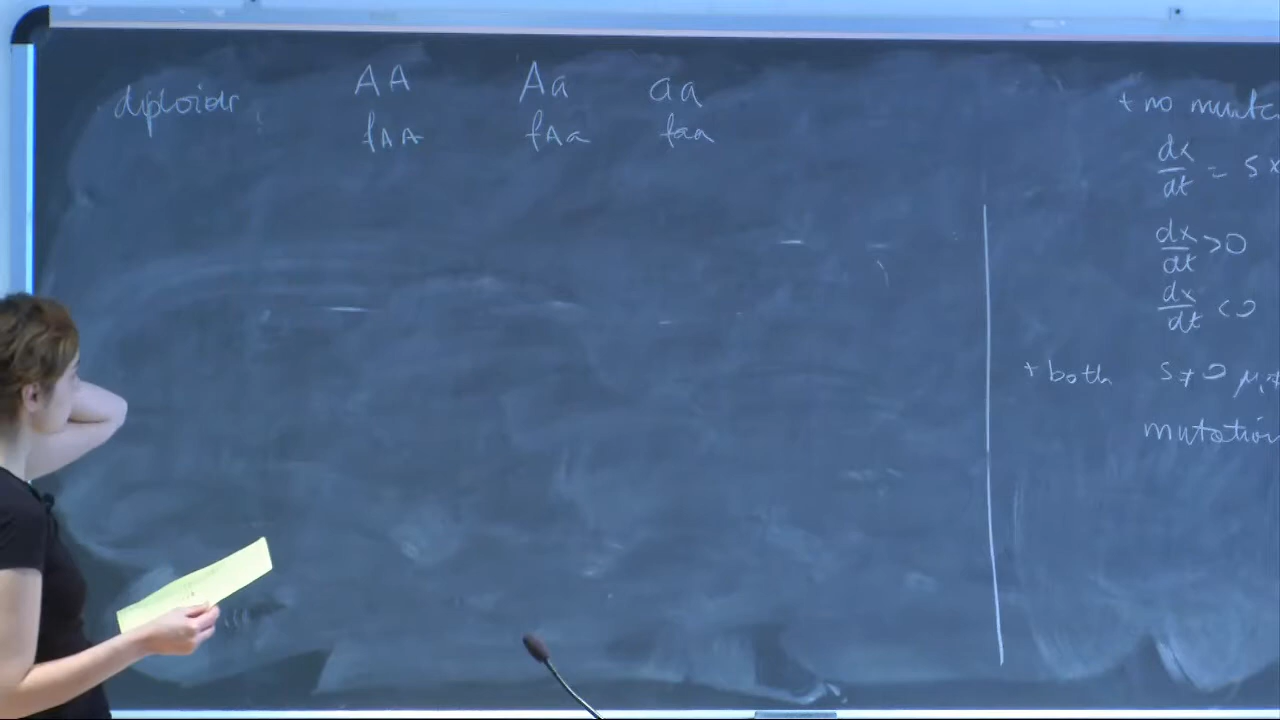 diploids AA Aa aa
fAA fAa faa
+ no muta
dx/dt = sx
dx/dt >0
dx/dt <0
+ both s≠0 μ,≠
mutation